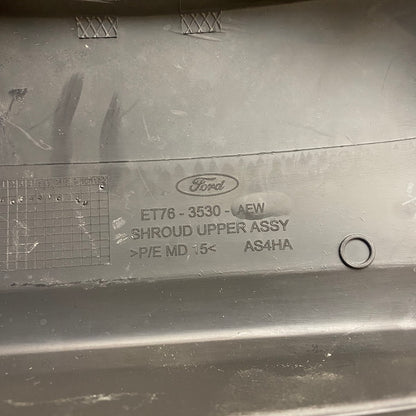 Ford
ET76 - 3530 - AEW
SHROUD UPPER ASSY
>P/E MD 15< AS4HA